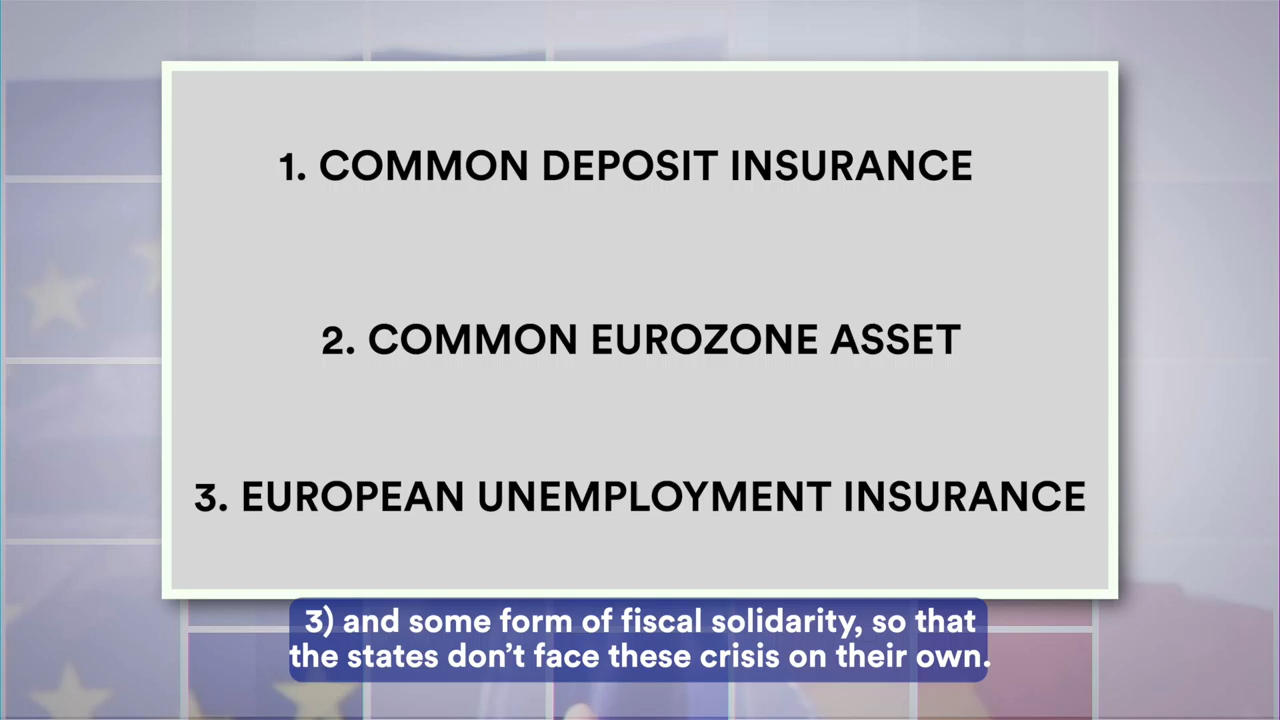 1. COMMON DEPOSIT INSURANCE
2. COMMON EUROZONE ASSET
3. EUROPEAN UNEMPLOYMENT INSURANCE
3) and some form of fiscal solidarity, so that
the states don't face these crisis on their own.